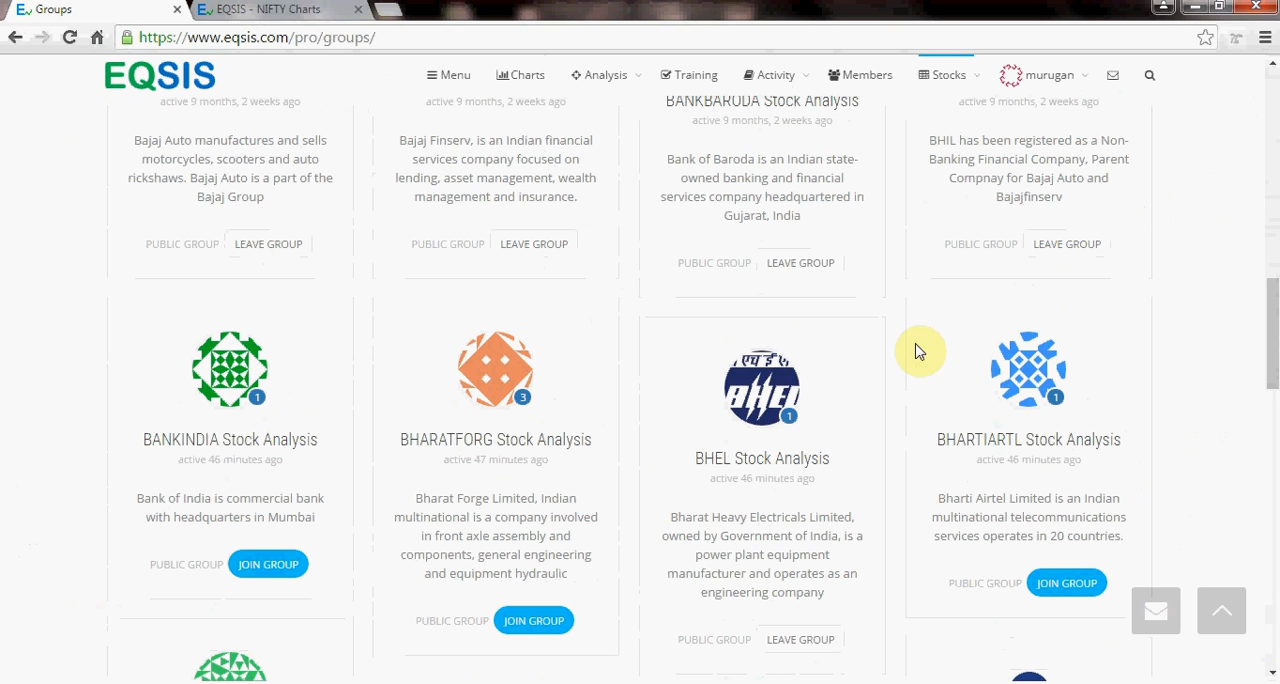 Groups
EQSIS - NIFTY Charts
https://www.eqsis.com/pro/groups/
EQSIS
Menu
Charts
Analysis
Training
Activity
Members
Stocks
murugan
active 9 months, 2 weeks ago
Bajaj Auto manufactures and sells
motorcycles, scooters and auto
rickshaws. Bajaj Auto is a part of the
Bajaj Group
PUBLIC GROUP LEAVE GROUP
active 9 months, 2 weeks ago
Bajaj Finserv, is an Indian financial
services company focused on
lending, asset management, wealth
management and insurance.
PUBLIC GROUP LEAVE GROUP
BANKBARODA Stock Analysis
active 9 months, 2 weeks ago
Bank of Baroda is an Indian state-
owned banking and financial
services company headquartered in
Gujarat, India
PUBLIC GROUP LEAVE GROUP
active 9 months, 2 weeks ago
BHIL has been registered as a Non-
Banking Financial Company, Parent
Compnay for Bajaj Auto and
Bajajfinserv
PUBLIC GROUP LEAVE GROUP
1
BANKINDIA Stock Analysis
active 46 minutes ago
Bank of India is commercial bank
with headquarters in Mumbai
PUBLIC GROUP JOIN GROUP
3
BHARATFORG Stock Analysis
active 47 minutes ago
Bharat Forge Limited, Indian
multinational is a company involved
in front axle assembly and
components, general engineering
and equipment hydraulic
PUBLIC GROUP JOIN GROUP
बीएचईएल
BHEL
1
BHEL Stock Analysis
active 46 minutes ago
Bharat Heavy Electricals Limited,
owned by Government of India, is a
power plant equipment
manufacturer and operates as an
engineering company
PUBLIC GROUP LEAVE GROUP
1
BHARTIARTL Stock Analysis
active 46 minutes ago
Bharti Airtel Limited is an Indian
multinational telecommunications
services operates in 20 countries.
PUBLIC GROUP JOIN GROUP